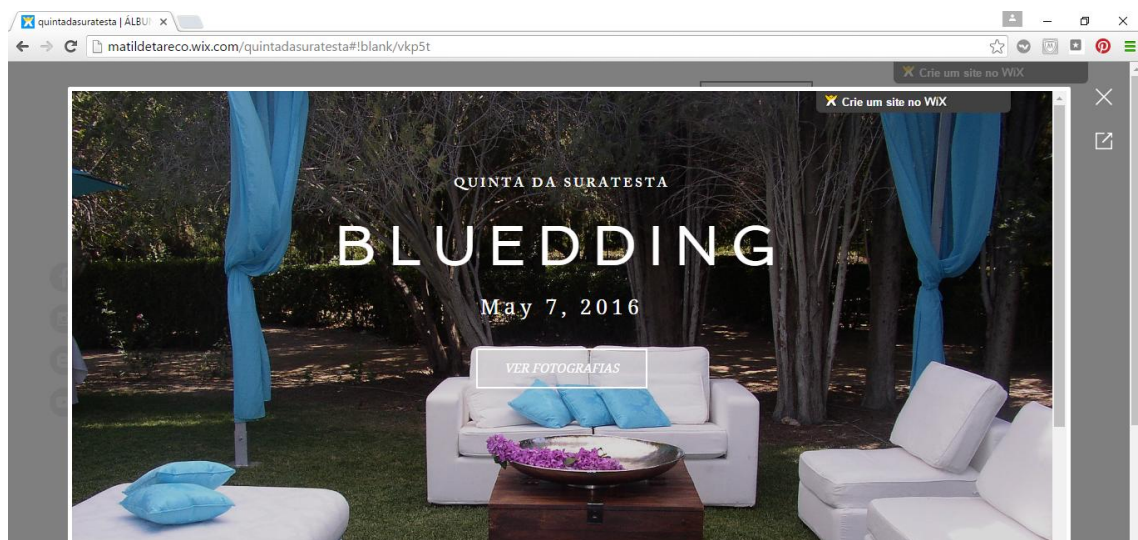 quintadasuratesta | ÁLBU
matildetareco.wix.com/quintadasuratesta#!blank/vkp5t
Crie um site no WiX
Crie um site no WiX
QUINTA DA SURATESTA
BLUEDDING
May 7, 2016
VER FOTOGRAFIAS